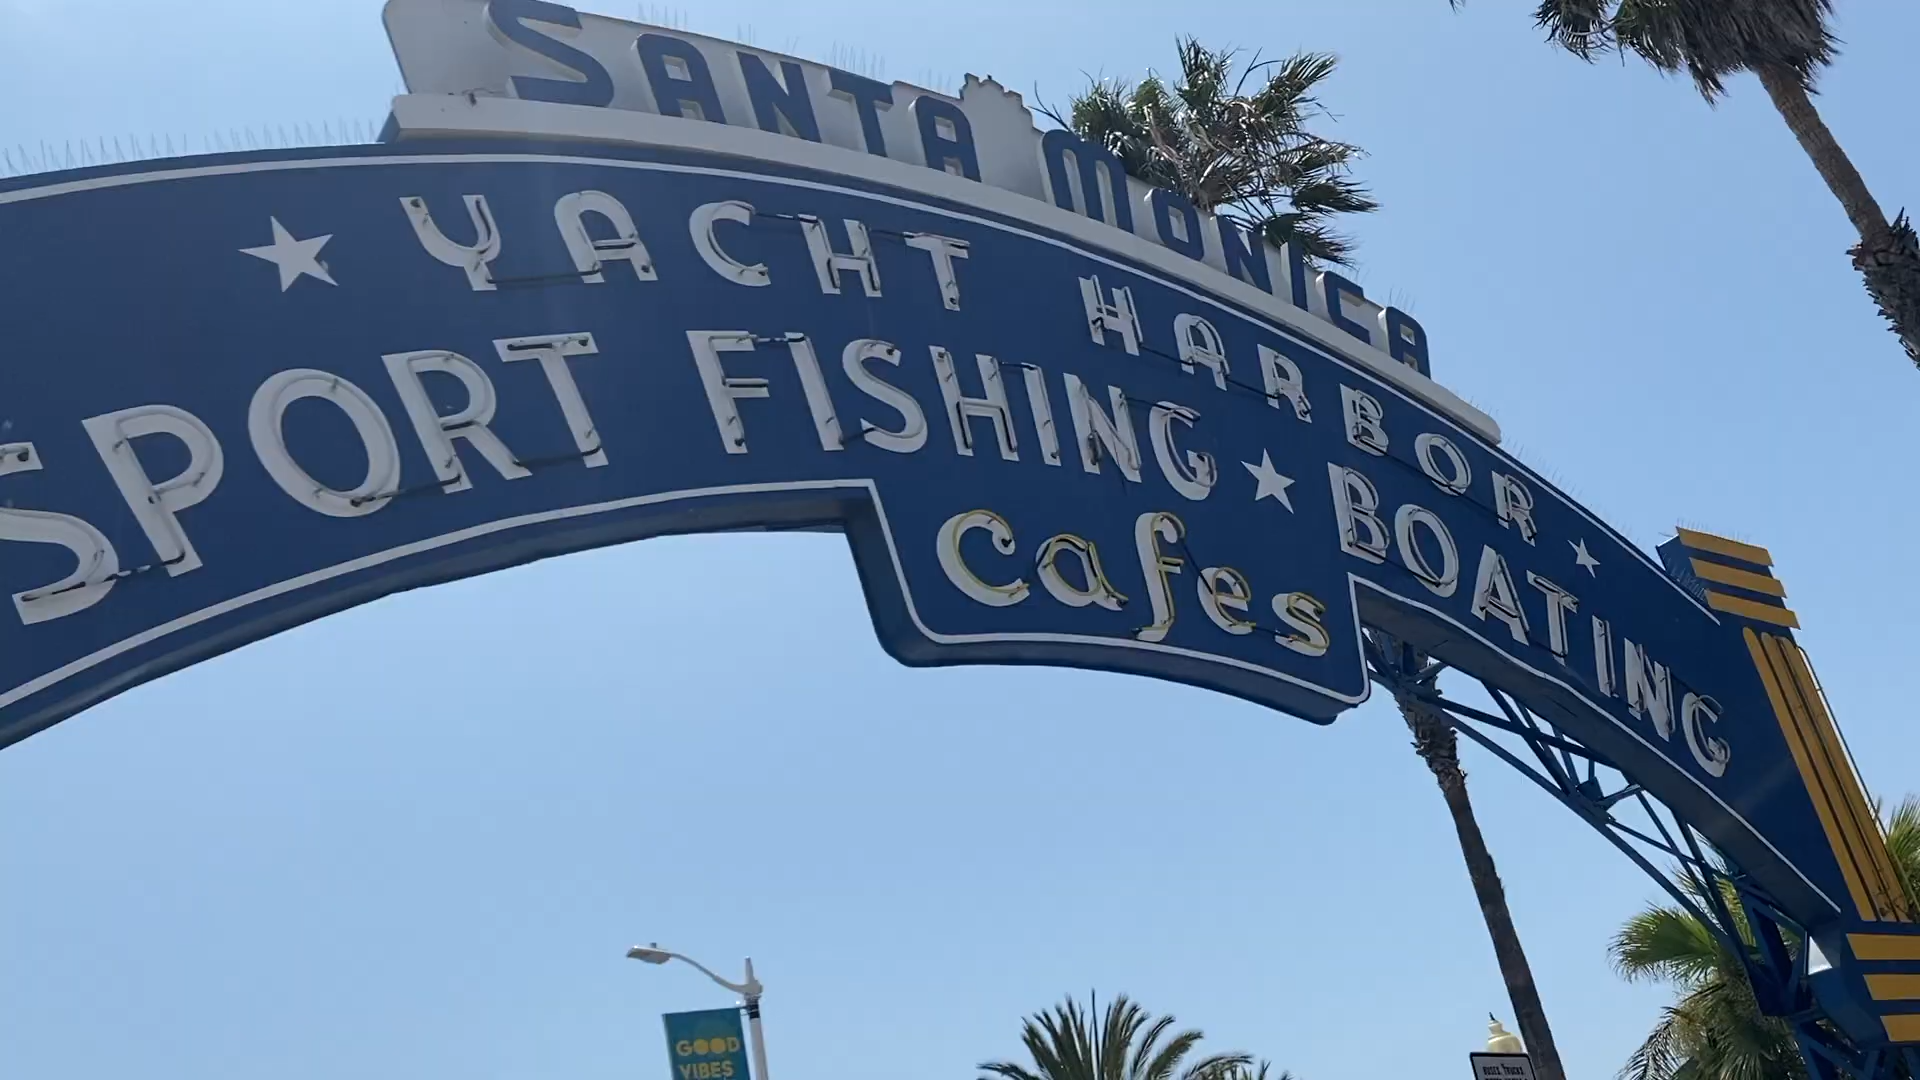 SANTA MONICA
★ YACHT HARBOR ★
SPORT FISHING ★ BOATING
cafes
GOOD
VIBES